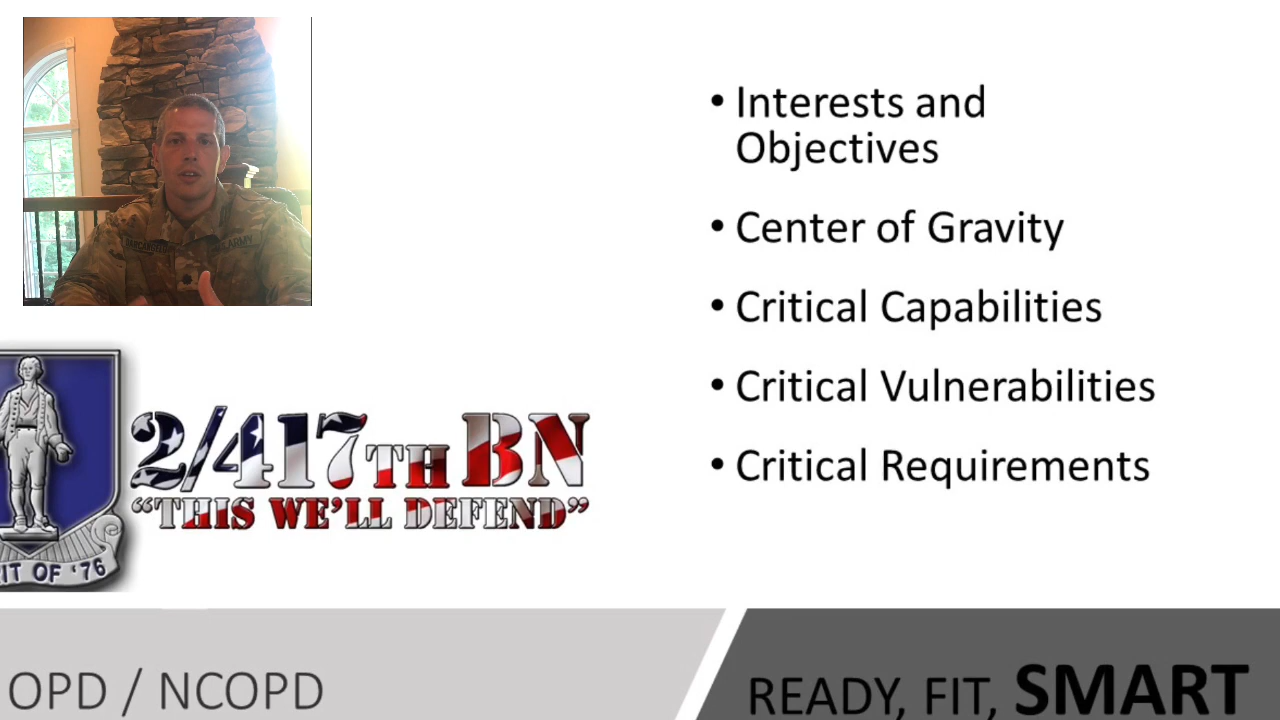 U.S. ARMY
• Interests and
Objectives
• Center of Gravity
• Critical Capabilities
• Critical Vulnerabilities
• Critical Requirements
2/417TH BN
“THIS WE’LL DEFEND”
IT OF ‘76
OPD / NCOPD
READY, FIT, SMART